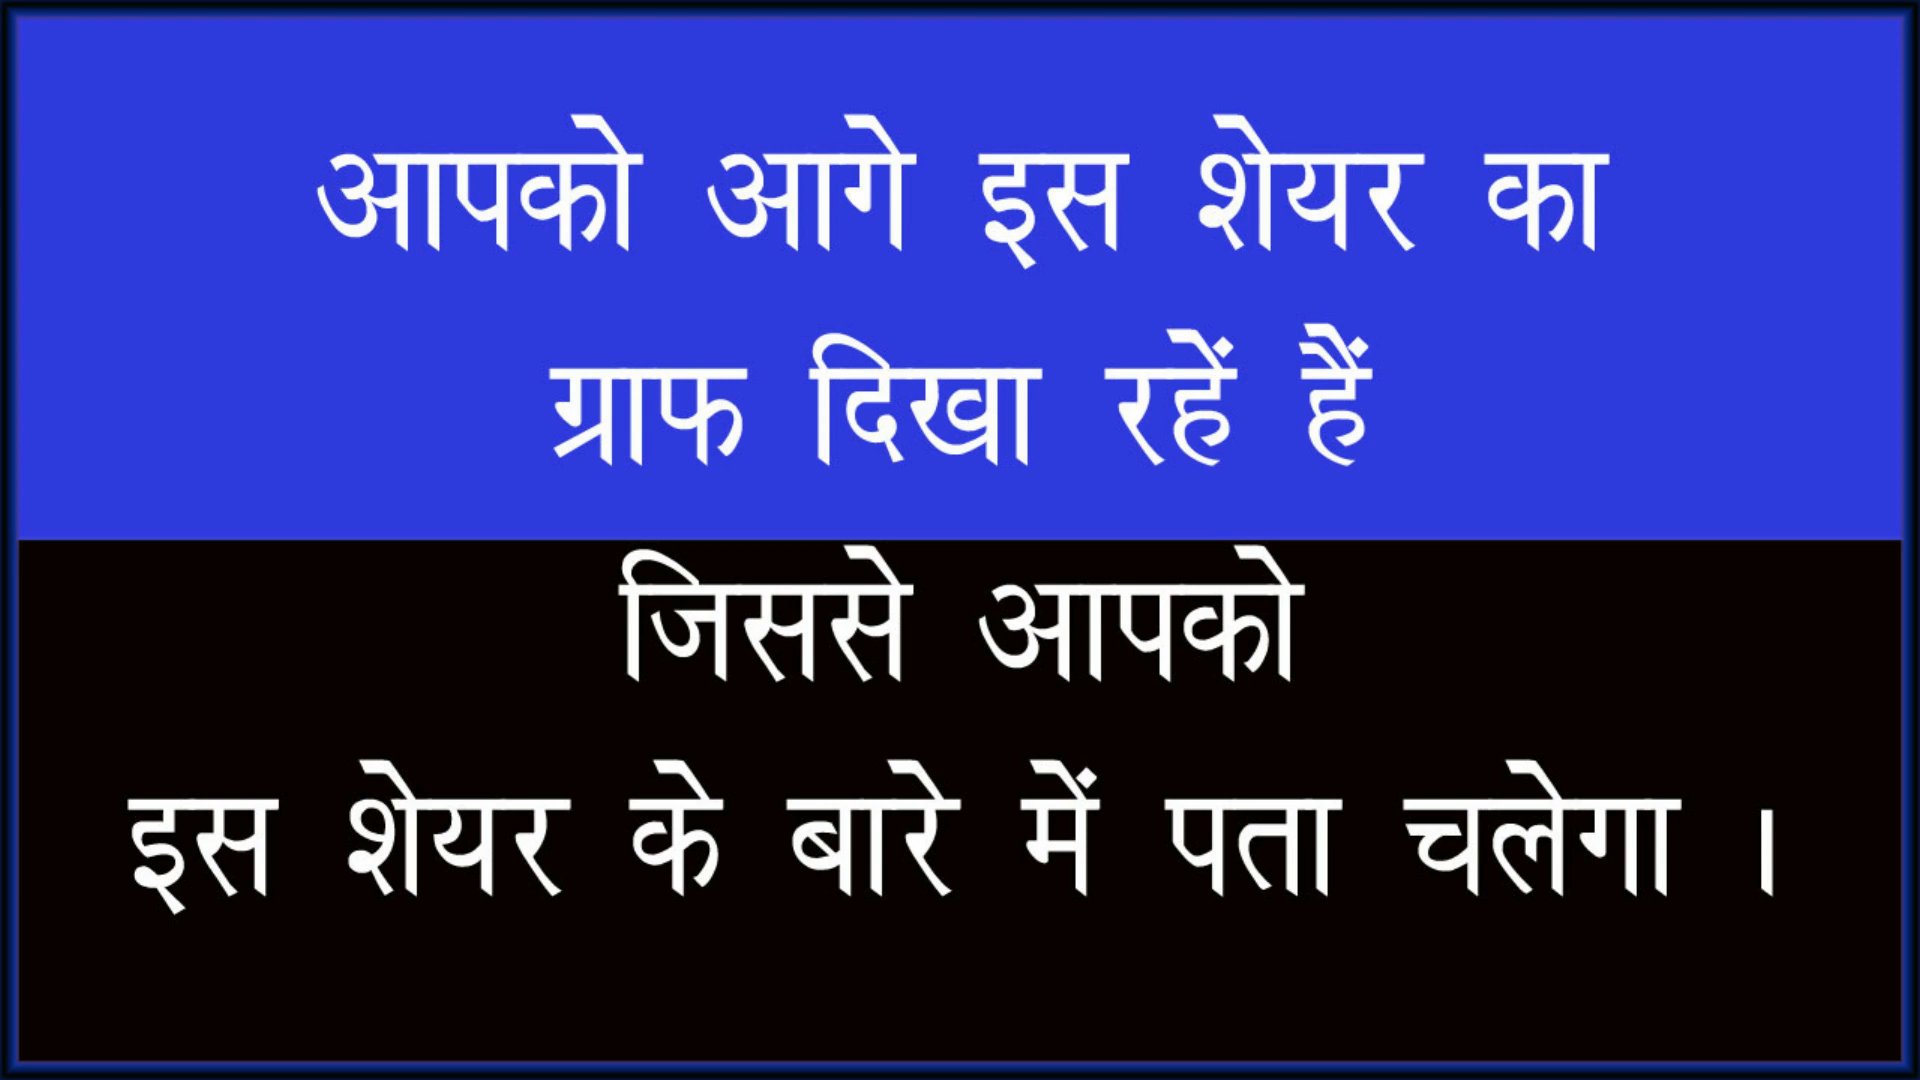 आपको आगे इस शेयर का
ग्राफ दिखा रहें हैं
जिससे आपको
इस शेयर के बारे में पता चलेगा ।